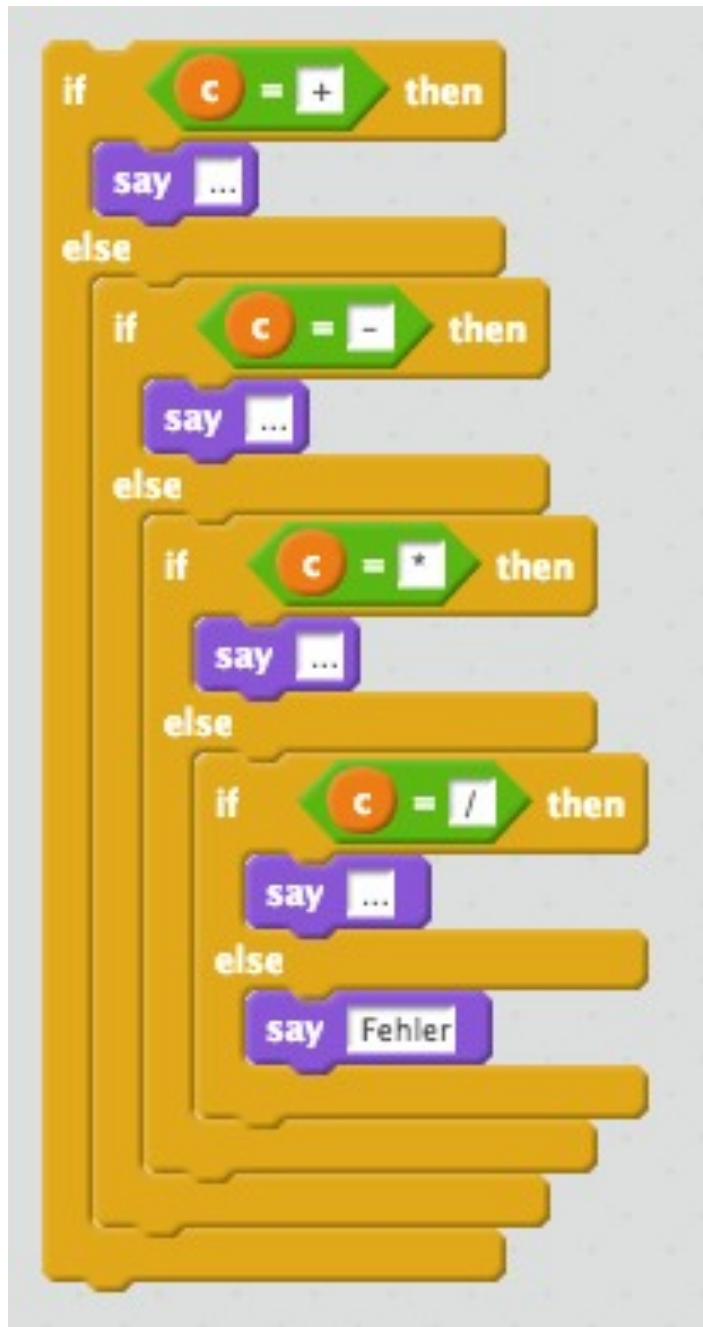 if c = + then
say ...
else
if c = - then
say ...
else
if c = * then
say ...
else
if c = / then
say ...
else
say Fehler